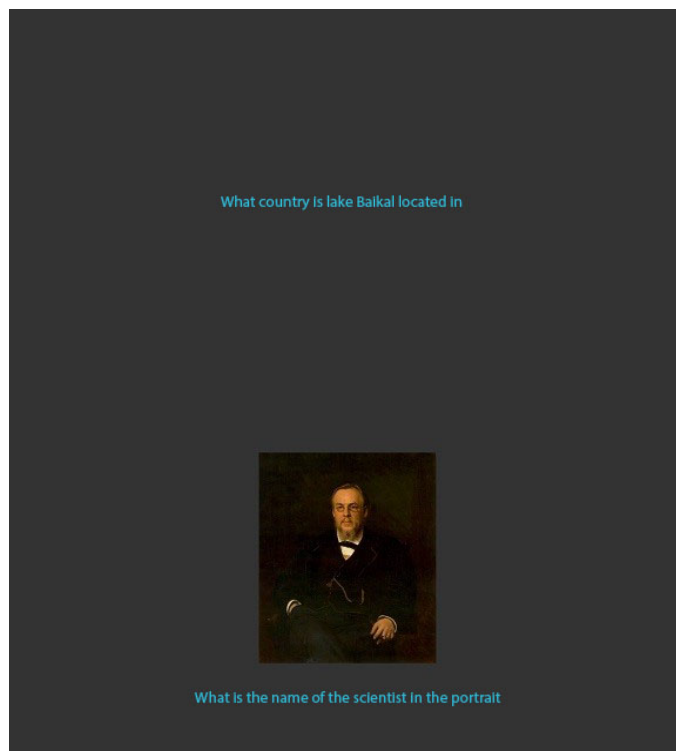 What country is lake Baikal located in
What is the name of the scientist in the portrait